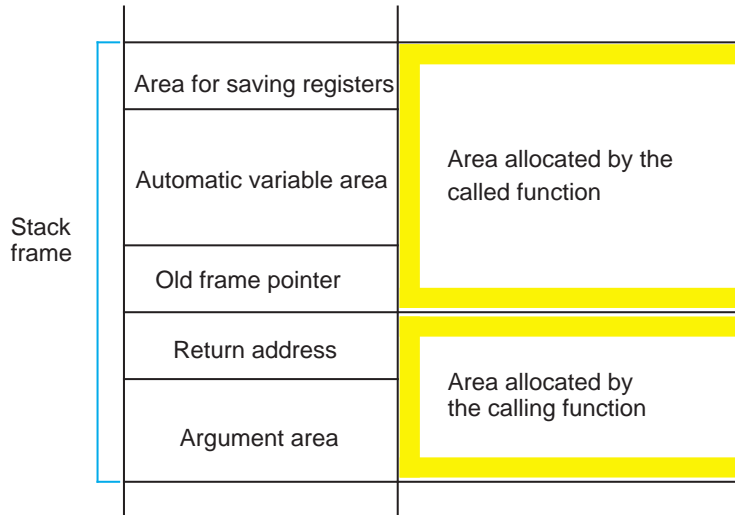 Area for saving registers
Automatic variable area
Area allocated by the
called function
Stack
frame
Old frame pointer
Return address
Area allocated by
the calling function
Argument area